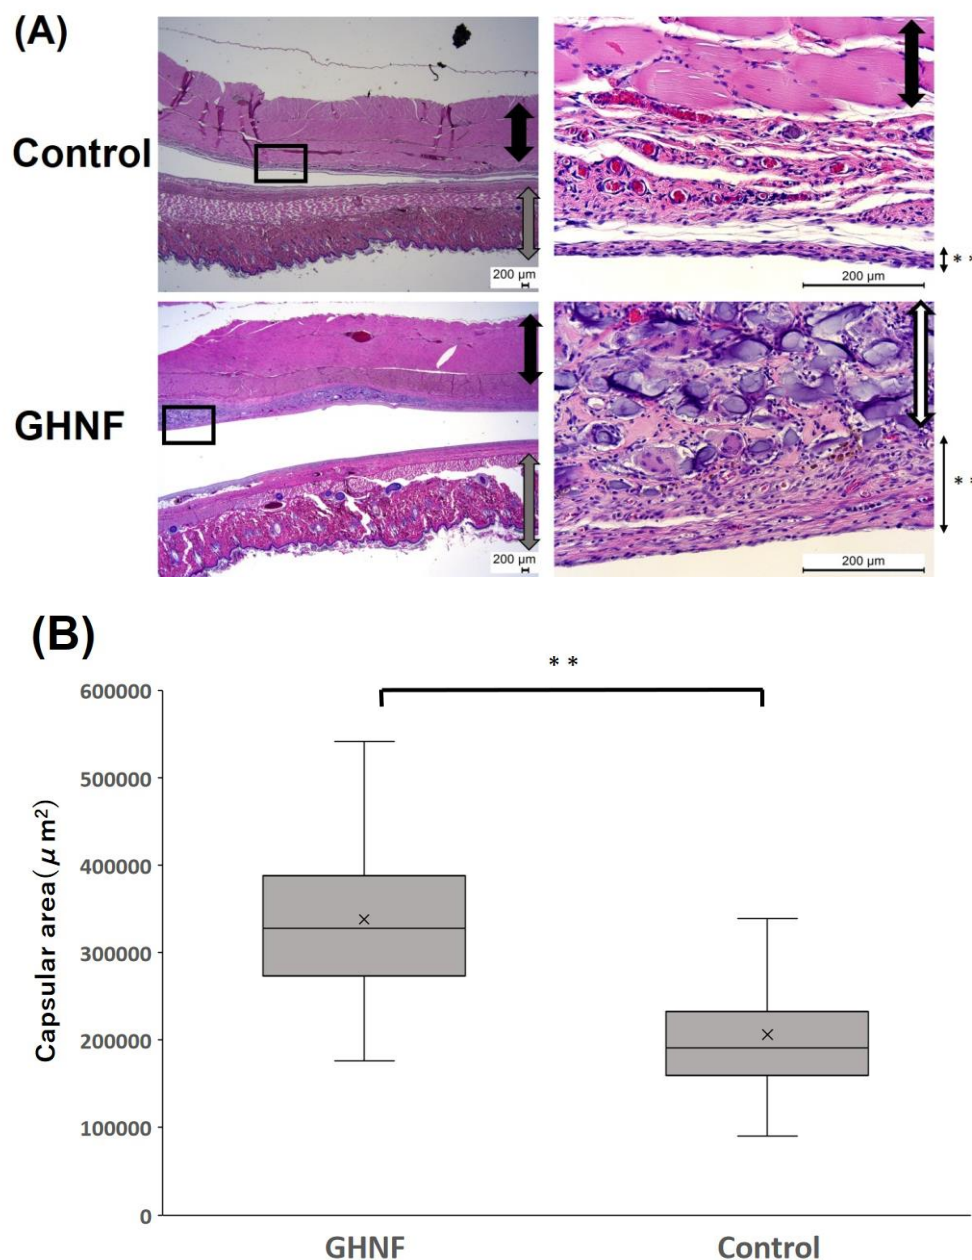 (A)
Control
200 µm
200 µm
* *
GHNF
200 µm
200 µm
* *
(B)
* *
600000
500000
400000
300000
200000
100000
0
Capsular area(μm²)
GHNF
Control